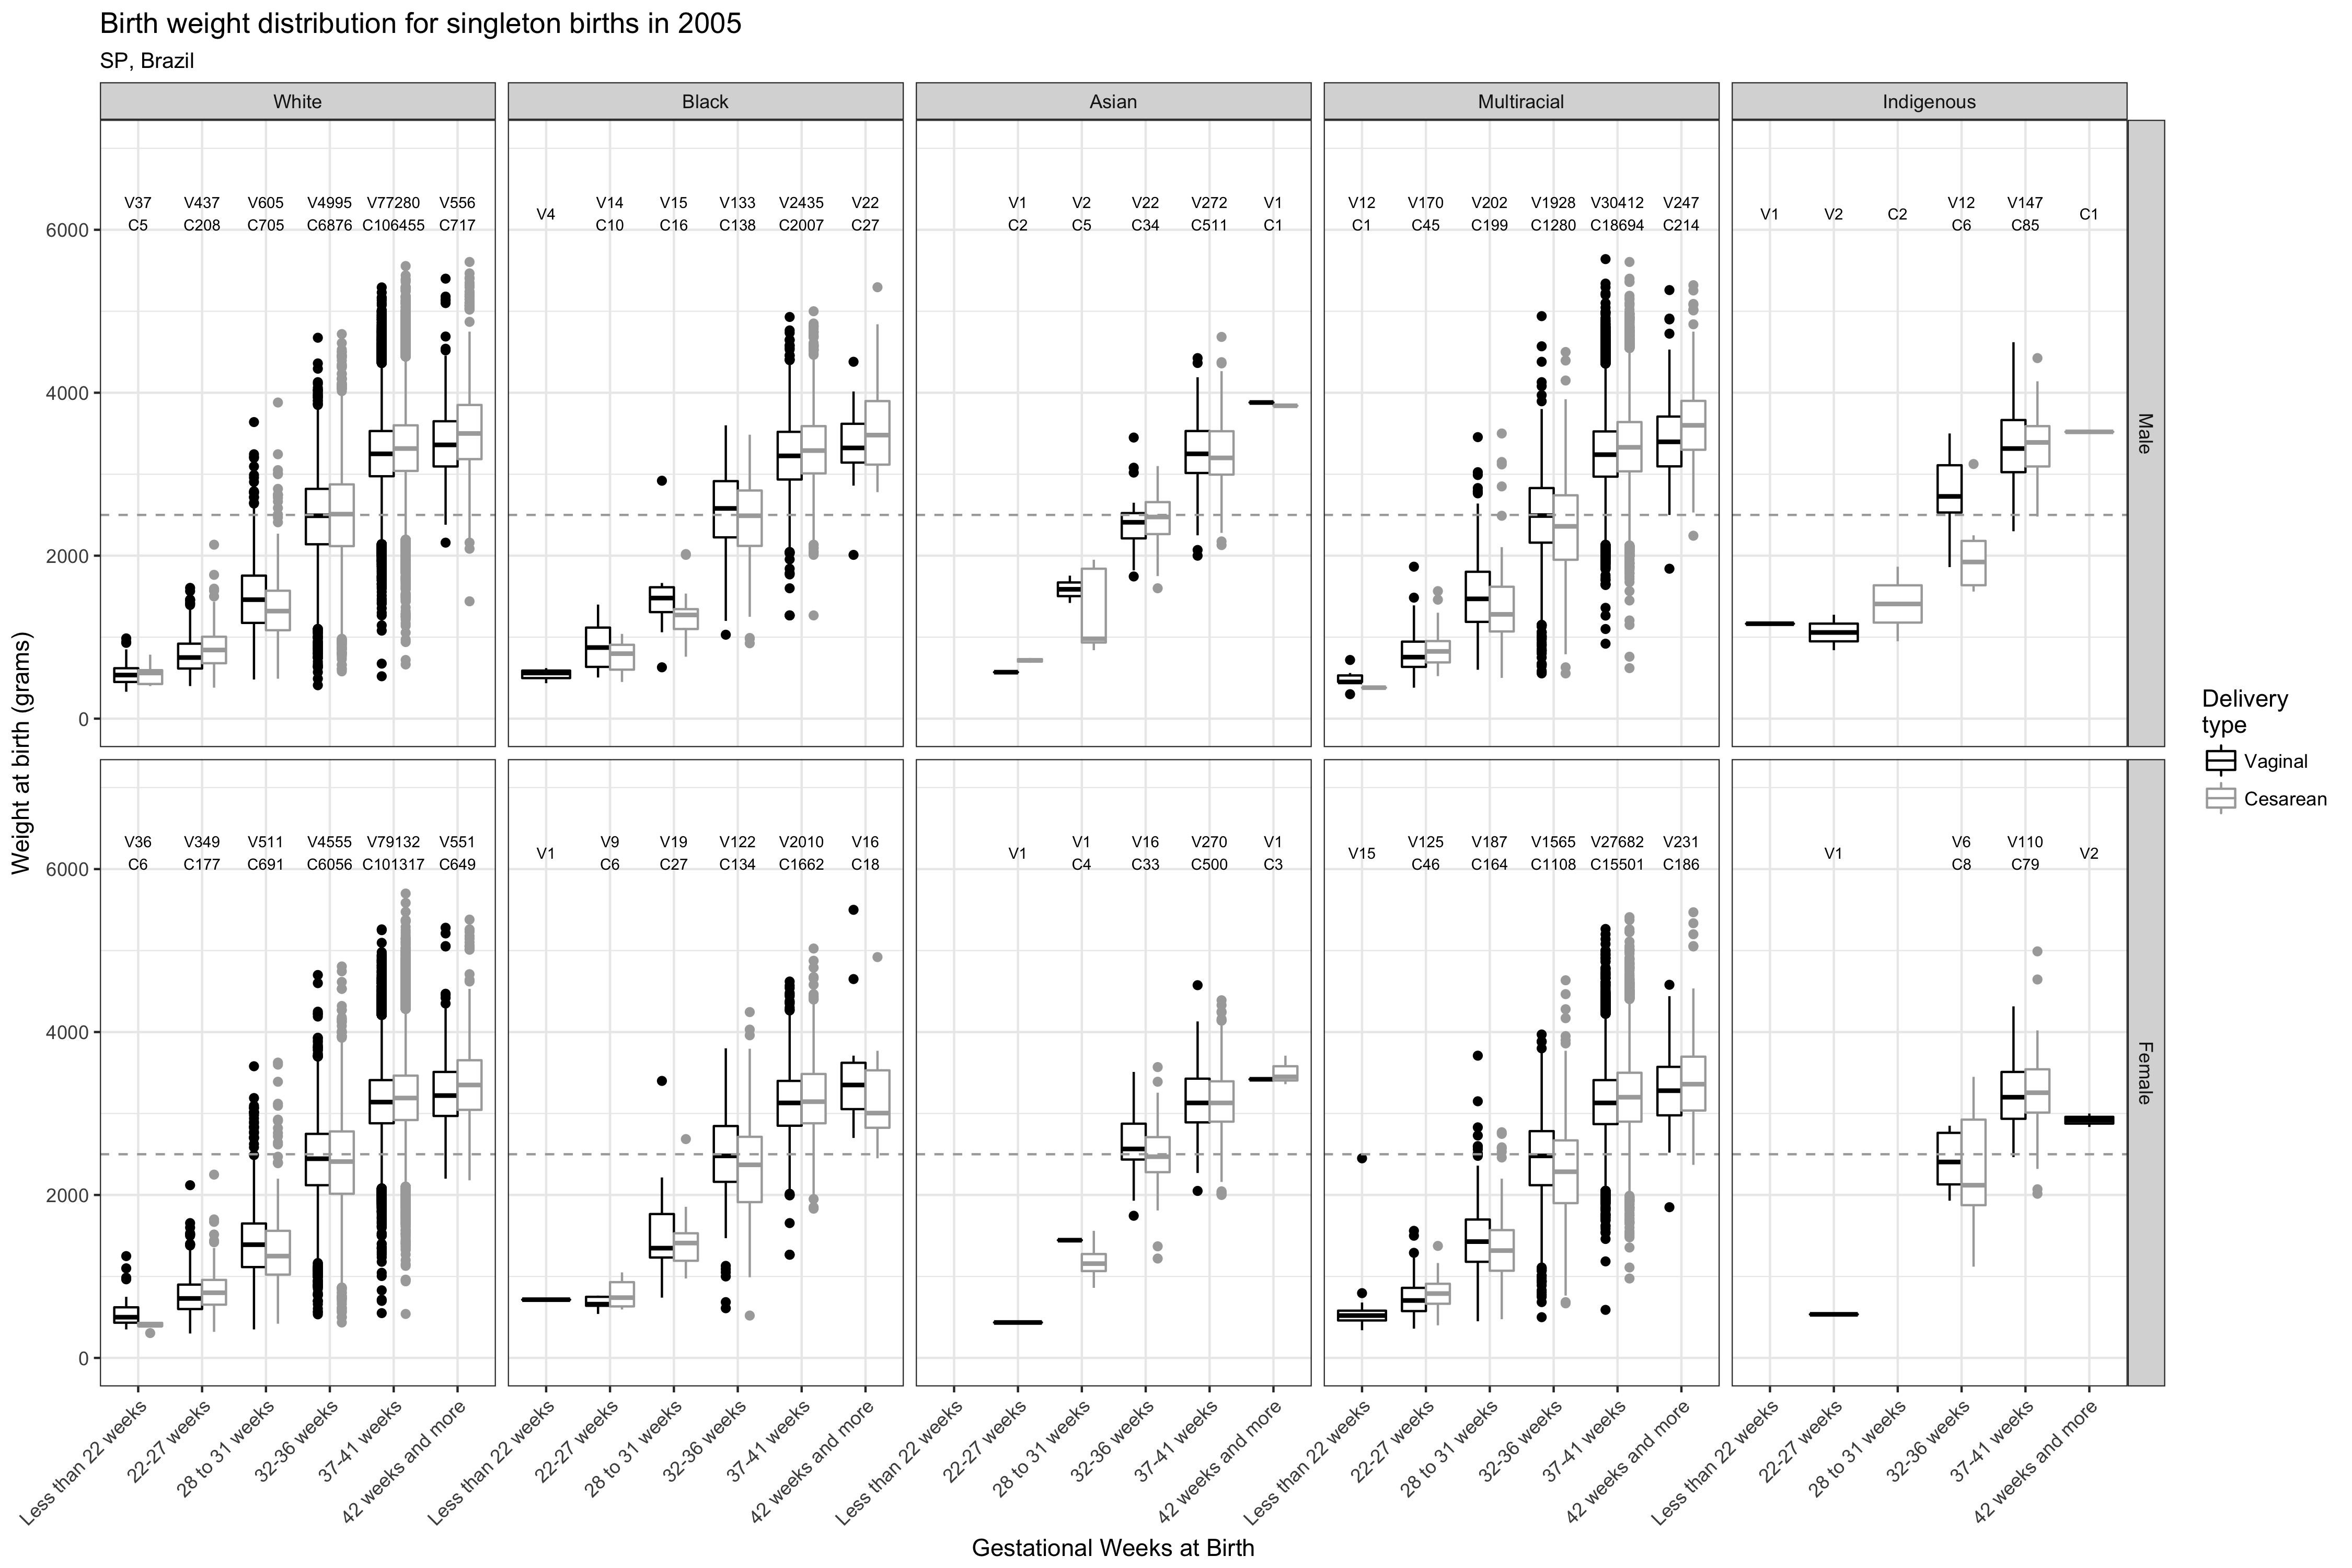 Birth weight distribution for singleton births in 2005
SP, Brazil
White Black Asian Multiracial Indigenous
V37 V437 V605 V4995 V77280 V556
C5 C208 C705 C6876 C106455 C717
V4 V14 V15 V133 V2435 V22
C10 C16 C138 C2007 C27
V1 V2 V22 V272 V1
C2 C5 C34 C511 C1
V12 V170 V202 V1928 V30412 V247
C1 C45 C199 C1280 C18694 C214
V1 V2 C2 V12 V147 C1
C6 C85
6000
4000
2000
0
Male
V36 V349 V511 V4555 V79132 V551
C6 C177 C691 C6056 C101317 C649
V1 V9 V19 V122 V2010 V16
C6 C27 C134 C1662 C18
V1 V1 V16 V270 V1
C4 C33 C500 C3
V15 V125 V187 V1565 V27682 V231
C46 C164 C1108 C15501 C186
V1 V6 V110 V2
C8 C79
6000
4000
2000
0
Female
Weight at birth (grams)
Less than 22 weeks
22-27 weeks
28 to 31 weeks
32-36 weeks
37-41 weeks
42 weeks and more
Less than 22 weeks
22-27 weeks
28 to 31 weeks
32-36 weeks
37-41 weeks
42 weeks and more
Less than 22 weeks
22-27 weeks
28 to 31 weeks
32-36 weeks
37-41 weeks
42 weeks and more
Less than 22 weeks
22-27 weeks
28 to 31 weeks
32-36 weeks
37-41 weeks
42 weeks and more
Less than 22 weeks
22-27 weeks
28 to 31 weeks
32-36 weeks
37-41 weeks
42 weeks and more
Gestational Weeks at Birth
Delivery
type
Vaginal
Cesarean